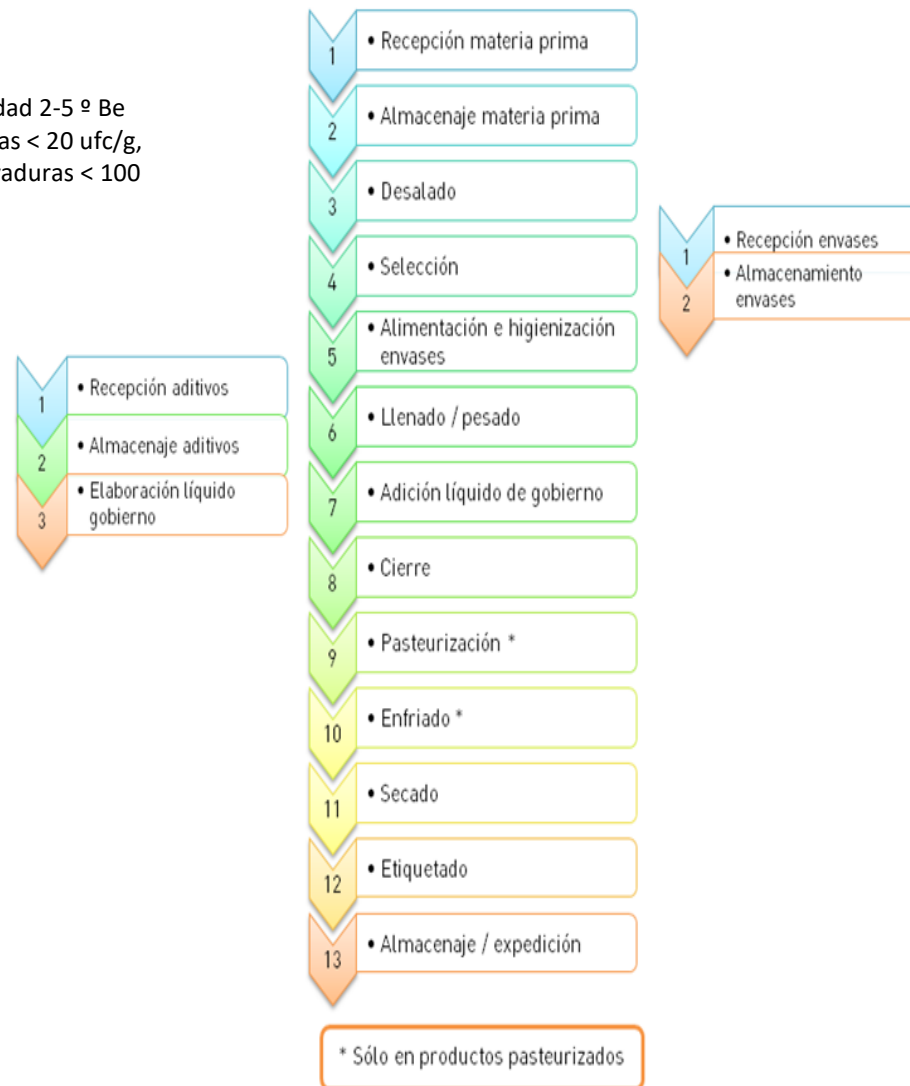 dad 2-5 º Be
as < 20 ufc/g,
aduras < 100
1
• Recepción materia prima
2
• Almacenaje materia prima
3
• Desalado
4
• Selección
5
• Alimentación e higienización
envases
6
• Llenado / pesado
7
• Adición líquido de gobierno
8
• Cierre
9
• Pasteurización *
10
• Enfriado *
11
• Secado
12
• Etiquetado
13
• Almacenaje / expedición
1
• Recepción envases
2
• Almacenamiento
envases
1
• Recepción aditivos
2
• Almacenaje aditivos
3
• Elaboración líquido
gobierno
* Sólo en productos pasteurizados